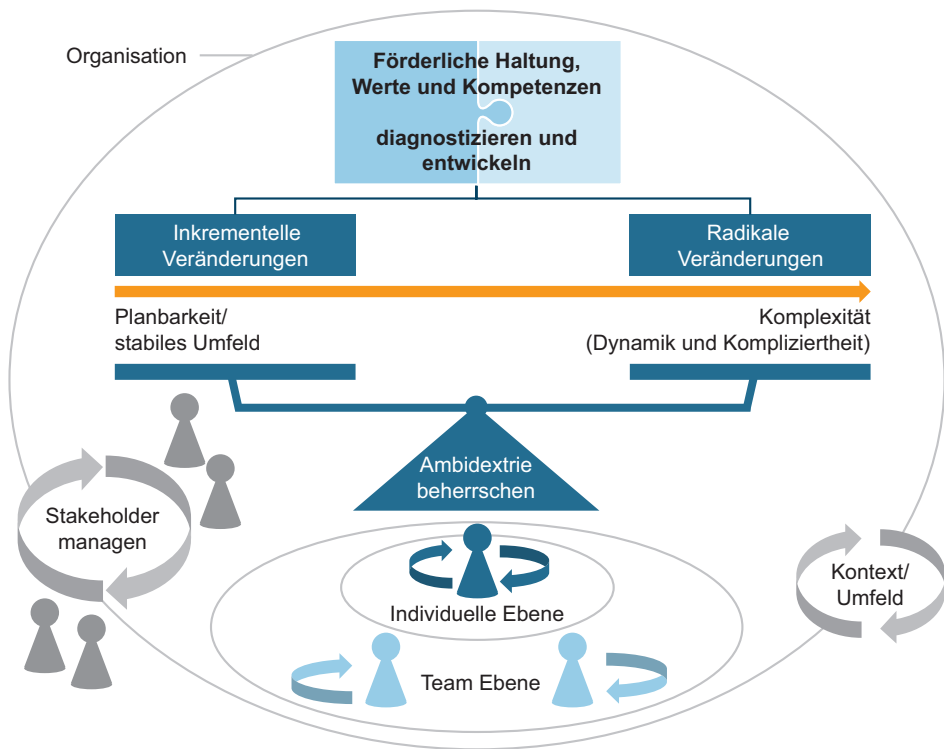 Organisation
Förderliche Haltung,
Werte und Kompetenzen
diagnostizieren und
entwickeln
Inkrementelle
Veränderungen
Radikale
Veränderungen
Planbarkeit/
stabiles Umfeld
Komplexität
(Dynamik und Kompliziertheit)
Ambidextrie
beherrschen
Stakeholder
managen
Individuelle Ebene
Kontext/
Umfeld
Team Ebene